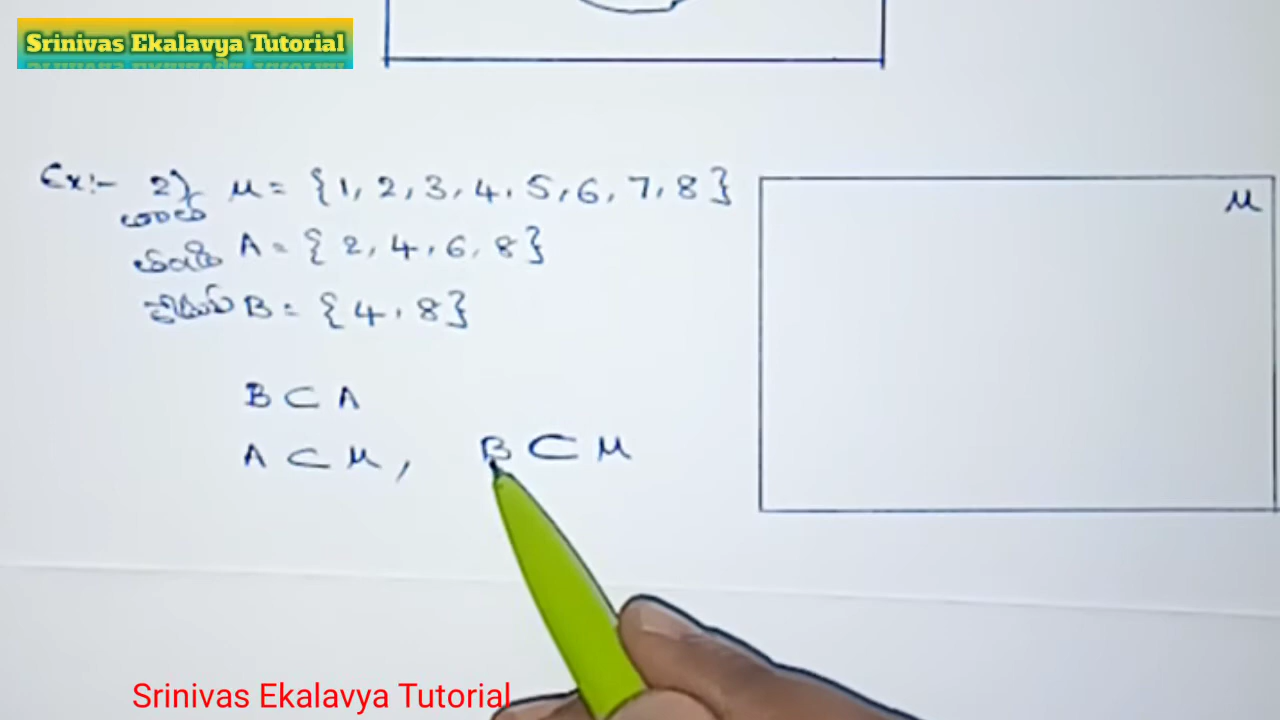 Srinivas Ekalavya Tutorial
Ex:- 2) μ = {1, 2, 3, 4, 5, 6, 7, 8}
తండ్రి A = {2, 4, 6, 8}
B = {4, 8}
B ⊂ A
A ⊂ μ, B ⊂ μ
μ
Srinivas Ekalavya Tutorial